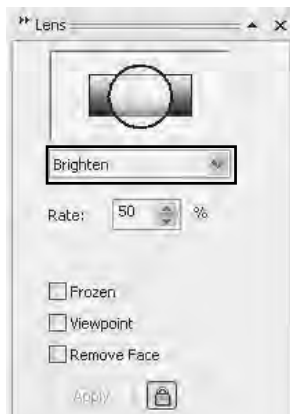 Lens
Brighten
Rate: 50 %
Frozen
Viewpoint
Remove Face
Apply